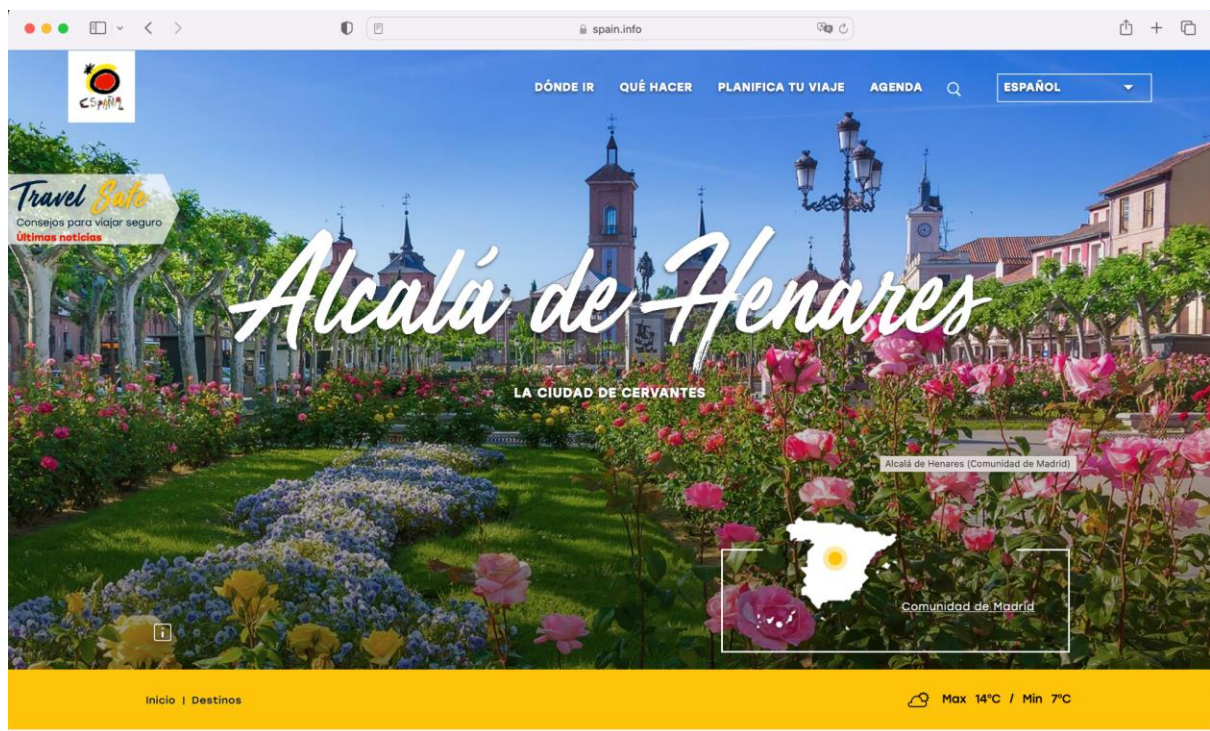 spain.info
ESPAÑA
DÓNDE IR QUÉ HACER PLANIFICA TU VIAJE AGENDA ESPAÑOL
Travel Safe
Consejos para viajar seguro
Últimas noticias
Alcalá de Henares
LA CIUDAD DE CERVANTES
Alcalá de Henares (Comunidad de Madrid)
Comunidad de Madrid
i
Inicio | Destinos
Max 14ºC / Min 7ºC